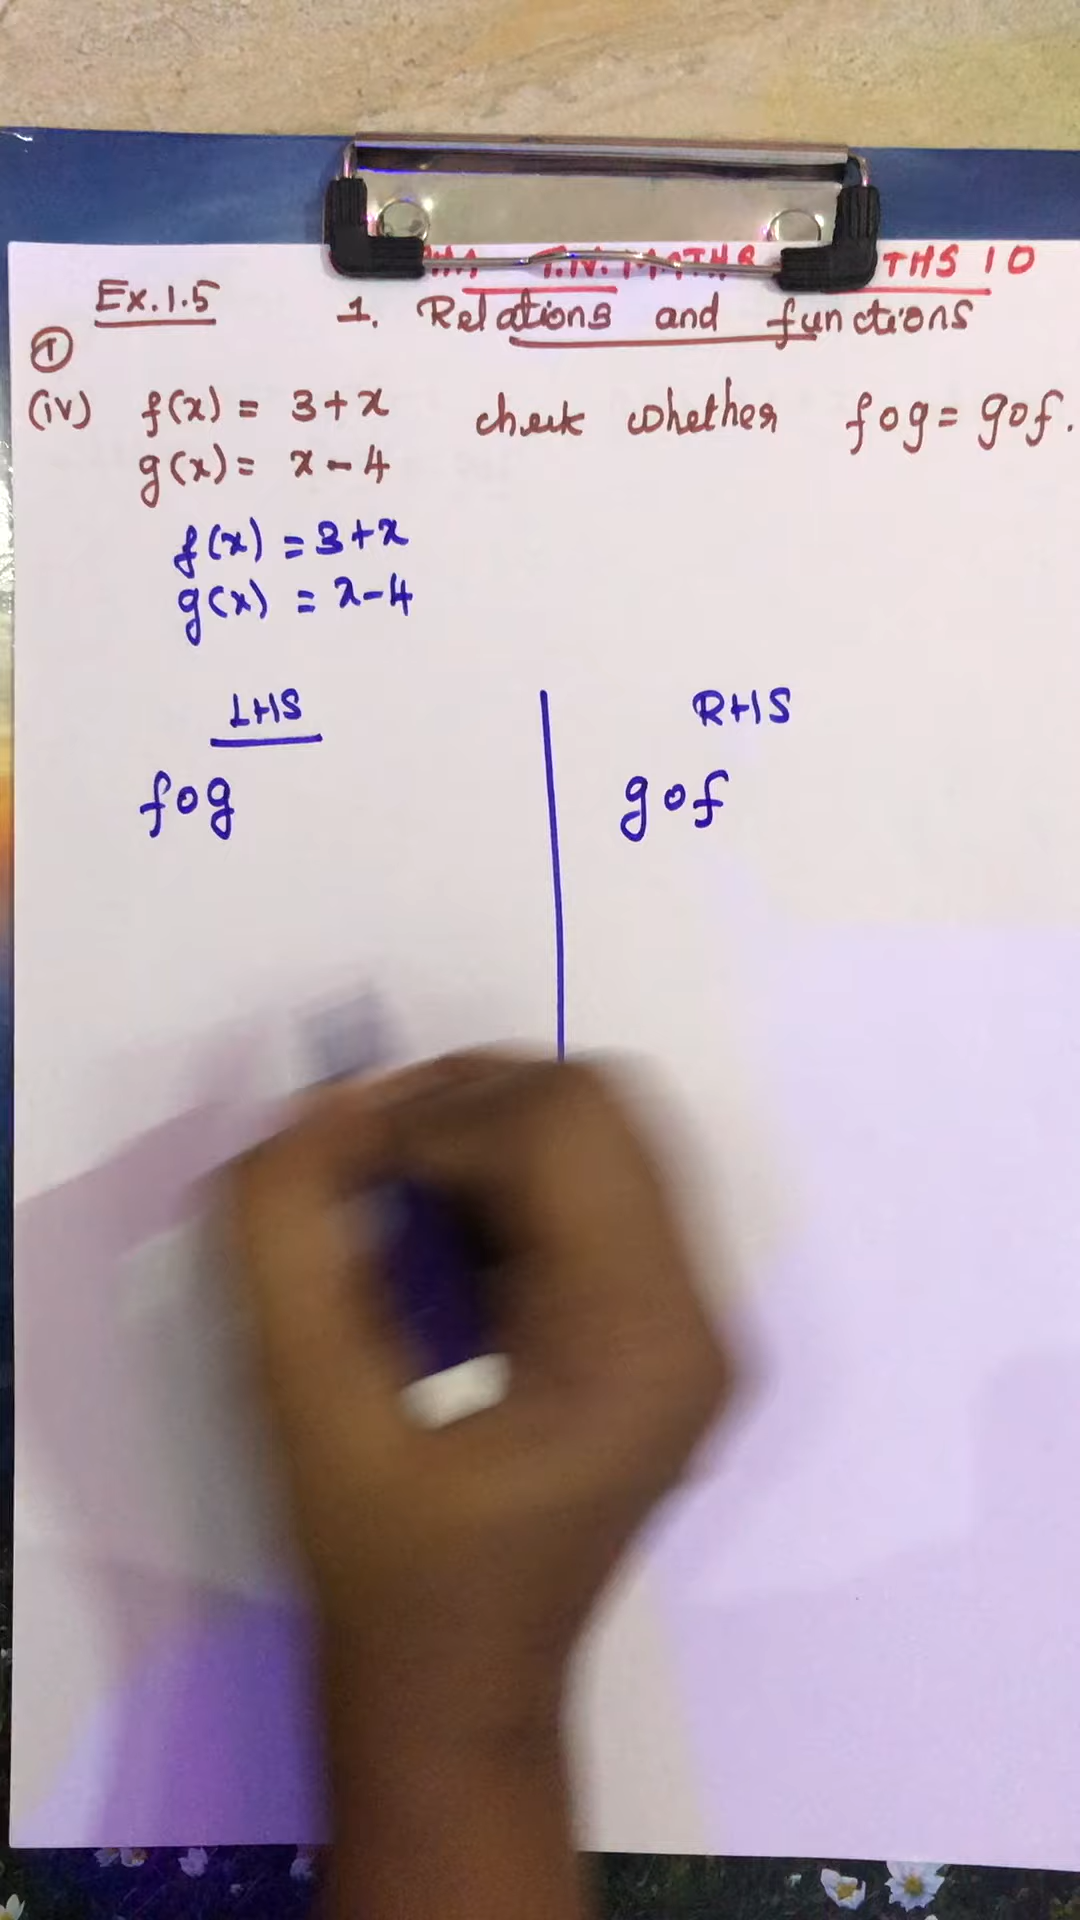 T.N. MATHS THS 10
Ex.1.5 1. Relations and functions
①
(iv) f(x) = 3+x check whether fog = gof.
g(x) = x-4
f(x) = 3+x
g(x) = x-4
LHS RHS
fog gof